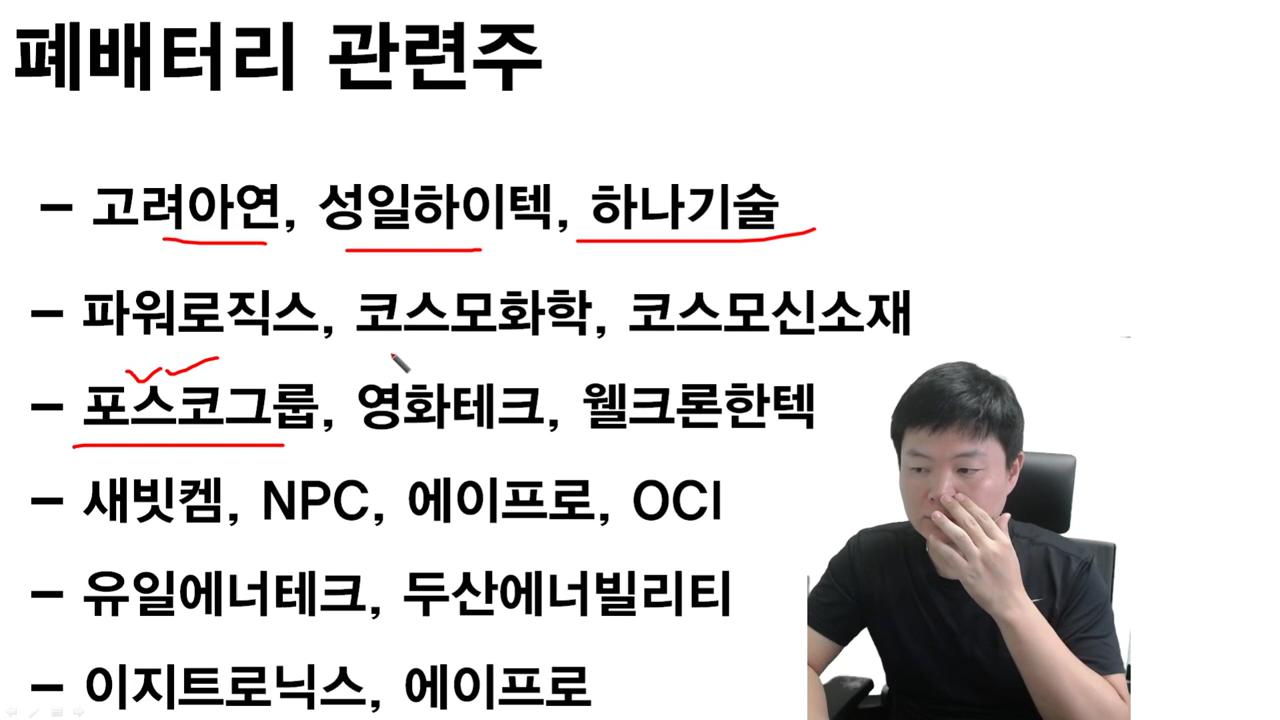 폐배터리 관련주
- 고려아연, 성일하이텍, 하나기술
- 파워로직스, 코스모화학, 코스모신소재
- 포스코그룹, 영화테크, 웰크론한텍
- 새빗켐, NPC, 에이프로, OCI
- 유일에너테크, 두산에너빌리티
- 이지트로닉스, 에이프로